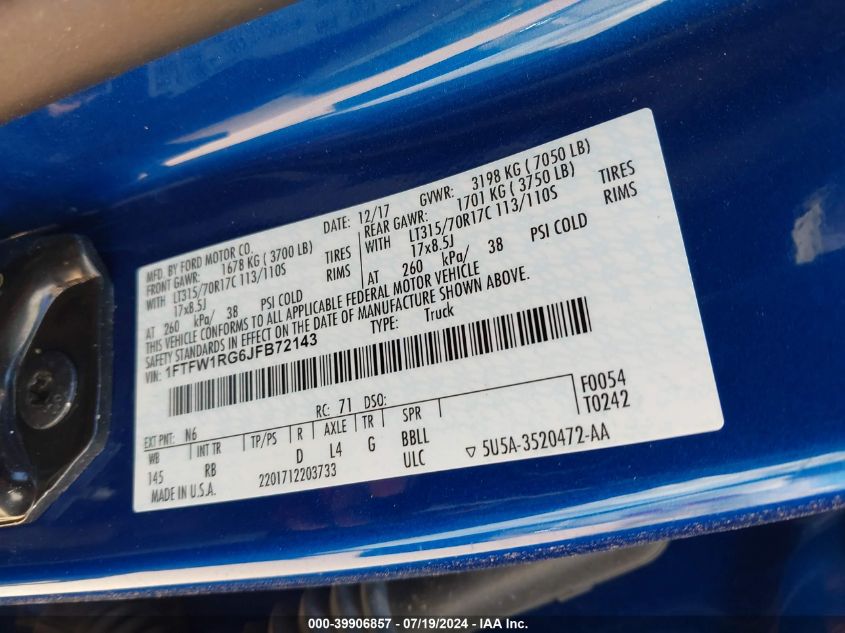 MFD. BY FORD MOTOR CO. DATE: 12/17 GVWR: 3198 KG ( 7050 LB)
FRONT GAWR: 1678 KG ( 3700 LB) REAR GAWR: 1701 KG ( 3750 LB)
WITH LT315/70R17C 113/110S TIRES WITH LT315/70R17C 113/110S TIRES
17x8.5J RIMS 17x8.5J RIMS
AT 260 kPa/ 38 PSI COLD AT 260 kPa/ 38 PSI COLD
THIS VEHICLE CONFORMS TO ALL APPLICABLE FEDERAL MOTOR VEHICLE
SAFETY STANDARDS IN EFFECT ON THE DATE OF MANUFACTURE SHOWN ABOVE.
VIN: 1FTFW1RG6JFB72143 TYPE: Truck
F0054
T0242
EXT PNT: N6 RC: 71 DSO:
WB INT TR TP/PS R AXLE TR SPR
145 RB D L4 G BBLL
ULC
MADE IN U.S.A. 2201712203733 ▽ 5U5A-3520472-AA
000-39906857 / 07/19/2024 - IAA Inc.